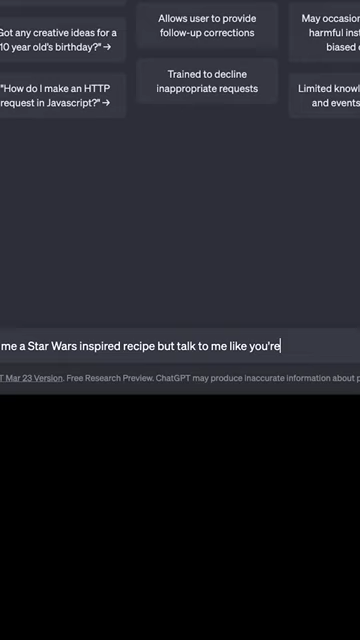 Got any creative ideas for a
10 year old's birthday?" →
"How do I make an HTTP
request in Javascript?" →
Allows user to provide
follow-up corrections
Trained to decline
inappropriate requests
May occasion
harmful inst
biased
Limited knowl
and events
me a Star Wars inspired recipe but talk to me like you're
T Mar 23 Version. Free Research Preview. ChatGPT may produce inaccurate information about p